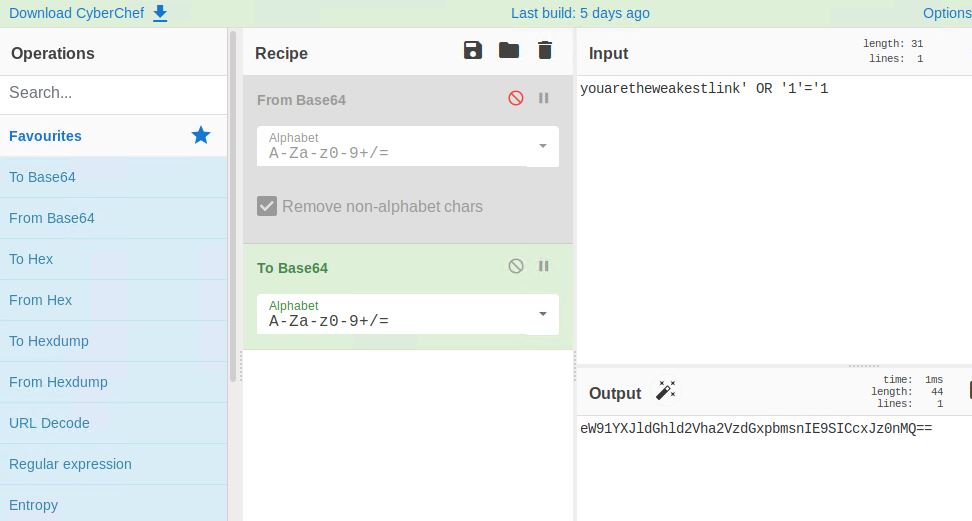 Download CyberChef
Last build: 5 days ago
Options
Operations
Search...
Favourites
To Base64
From Base64
To Hex
From Hex
To Hexdump
From Hexdump
URL Decode
Regular expression
Entropy
Recipe
From Base64
Alphabet
A-Za-z0-9+/=
Remove non-alphabet chars
To Base64
Alphabet
A-Za-z0-9+/=
Input
length: 31
lines: 1
youaretheweakestlink' OR '1'='1
Output
time: 1ms
length: 44
lines: 1
eW91YXJldGhld2Vha2VzdGxpbmsnIE9SICcxJz0nMQ==